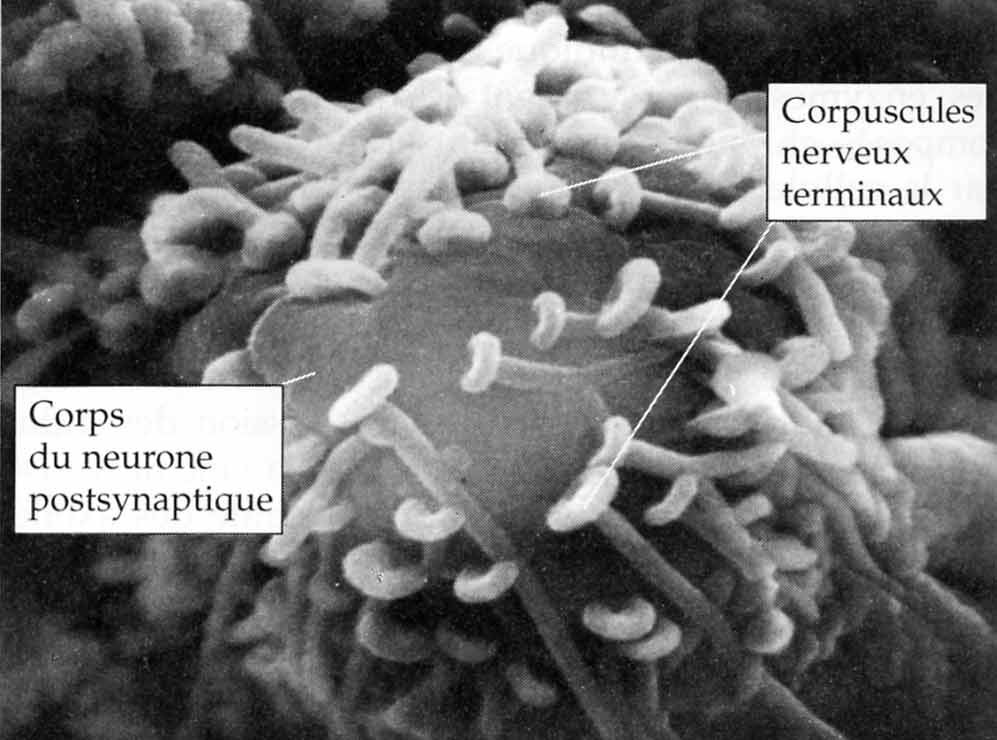 Corpuscules
nerveux
terminaux
Corps
du neurone
postsynaptique